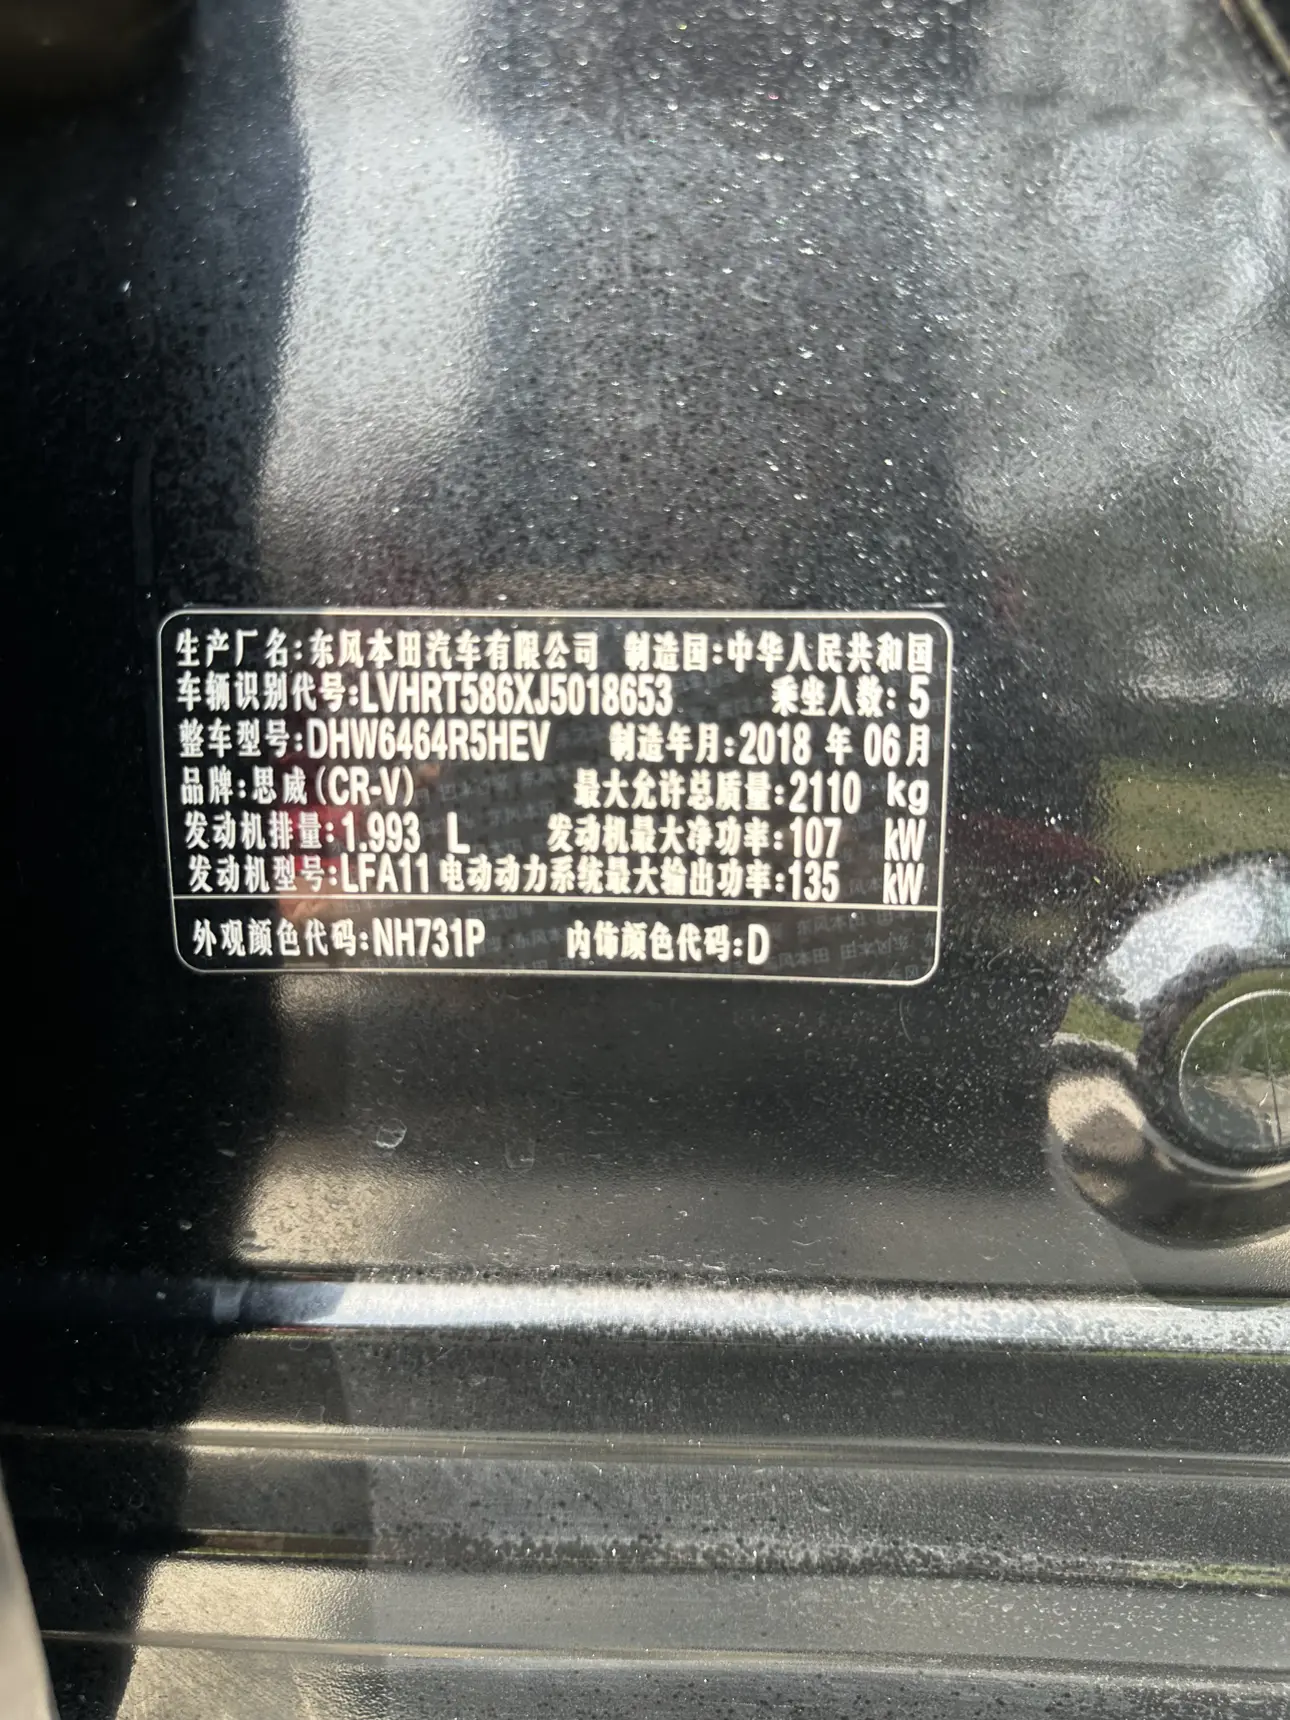 生产厂名:东风本田汽车有限公司 制造国:中华人民共和国
车辆识别代号:LVHRT586XJ5018653 乘坐人数:5
整车型号:DHW6464R5HEV 制造年月:2018 年 06月
品牌:思威(CR-V) 最大允许总质量:2110 kg
发动机排量:1.993 L 发动机最大净功率:107 kW
发动机型号:LFA11 电动动力系统最大输出功率:135 kW
外观颜色代码:NH731P 内饰颜色代码:D